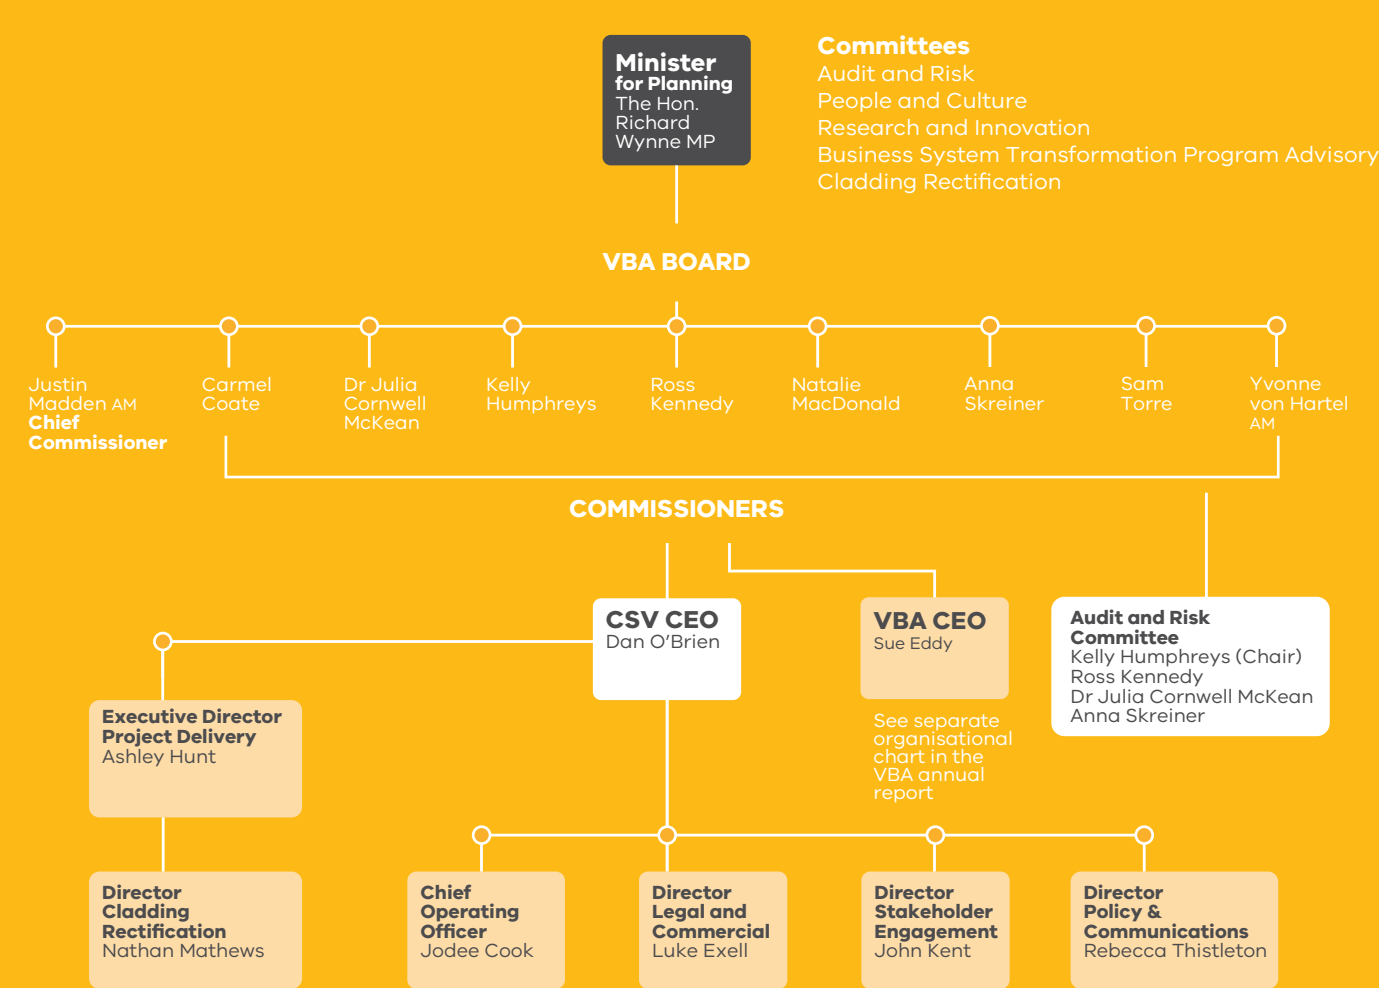 Minister
for Planning
The Hon.
Richard
Wynne MP
Committees
Audit and Risk
People and Culture
Research and Innovation
Business System Transformation Program Advisory
Cladding Rectification
VBA BOARD
Justin
Madden AM
Chief
Commissioner
Carmel
Coate
Dr Julia
Cornwell
McKean
Kelly
Humphreys
Ross
Kennedy
Natalie
MacDonald
Anna
Skreiner
Sam
Torre
Yvonne
von Hartel
AM
COMMISSIONERS
CSV CEO
Dan O'Brien
VBA CEO
Sue Eddy
See separate
organisational
chart in the
VBA annual
report
Audit and Risk
Committee
Kelly Humphreys (Chair)
Ross Kennedy
Dr Julia Cornwell McKean
Anna Skreiner
Executive Director
Project Delivery
Ashley Hunt
Director
Cladding
Rectification
Nathan Mathews
Chief
Operating
Officer
Jodee Cook
Director
Legal and
Commercial
Luke Exell
Director
Stakeholder
Engagement
John Kent
Director
Policy &
Communications
Rebecca Thistleton